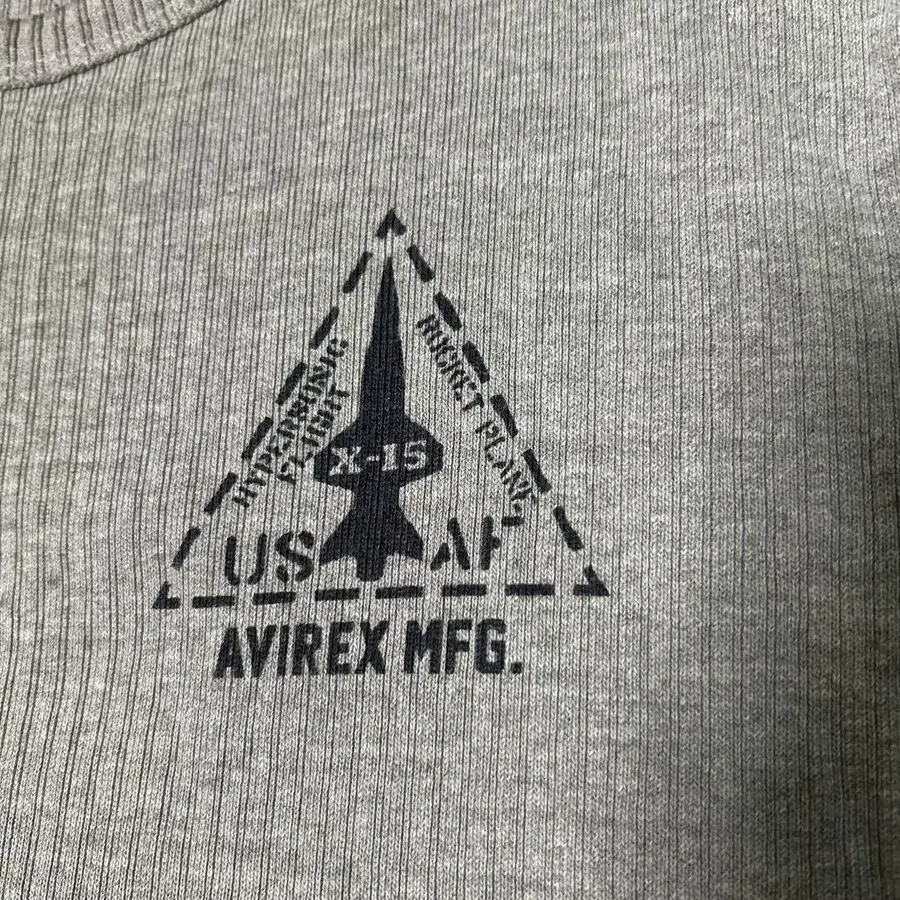 HYPERSONIC
FLIGHT
ROCKET PLANE
X-15
US AF
AVIREX MFG.